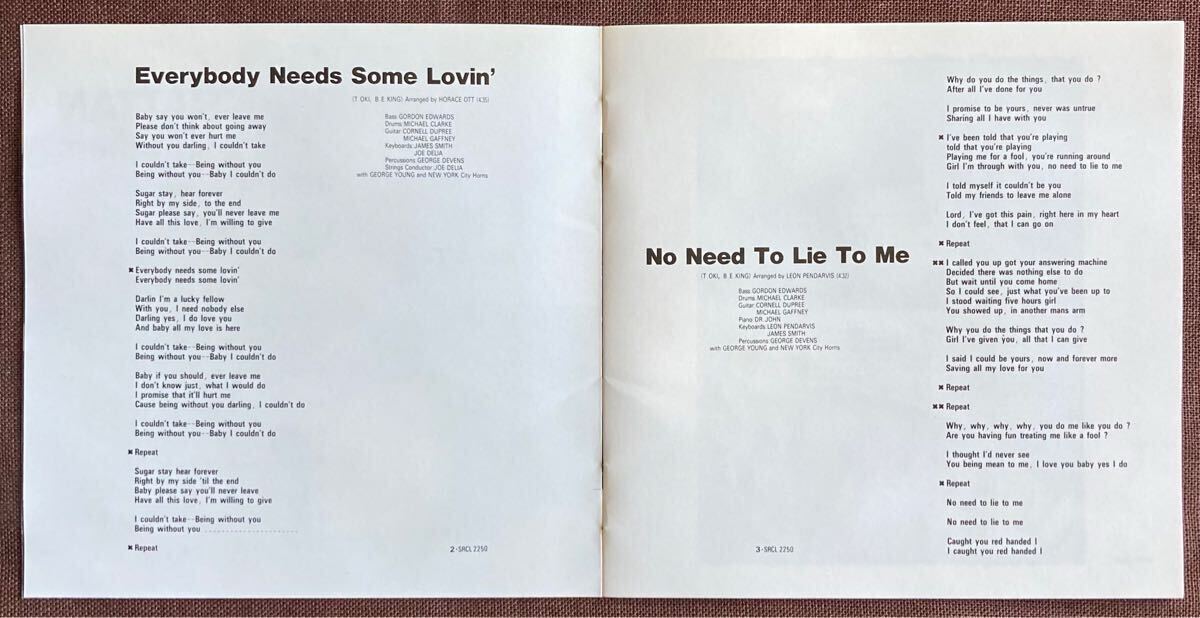 Everybody Needs Some Lovin'
(T. OKI, B. E. KING) Arranged by HORACE OTT (4:35)
Bass: GORDON EDWARDS
Drums: MICHAEL CLARKE
Guitar: CORNELL DUPREE
MICHAEL GAFFNEY
Keyboards: JAMES SMITH
JOE DELIA
Percussions: GEORGE DEVENS
Strings Conductor: JOE DELIA
with GEORGE YOUNG and NEW YORK City Horns
Baby say you won't, ever leave me
Please don't think about going away
Say you won't ever hurt me
Without you darling, I couldn't take
I couldn't take--Being without you
Being without you--Baby I couldn't do
Sugar stay, hear forever
Right by my side, to the end
Sugar please say, you'll never leave me
Have all this love, I'm willing to give
I couldn't take--Being without you
Being without you--Baby I couldn't do
※Everybody needs some lovin'
Everybody needs some lovin'
Darlin I'm a lucky fellow
With you, I need nobody else
Darling yes, I do love you
And baby all my love is here
I couldn't take--Being without you
Being without you--Baby I couldn't do
Baby if you should, ever leave me
I don't know just, what I would do
I promise that it'll hurt me
Cause being without you darling, I couldn't do
I couldn't take--Being without you
Being without you--Baby I couldn't do
※Repeat
Sugar stay hear forever
Right by my side 'til the end
Baby please say you'll never leave
Have all this love, I'm willing to give
I couldn't take--Being without you
Being without you ......................
※Repeat
2-SRCL 2250
No Need To Lie To Me
(T. OKI, B. E. KING) Arranged by LEON PENDARVIS (4:32)
Bass: GORDON EDWARDS
Drums: MICHAEL CLARKE
Guitar: CORNELL DUPREE
MICHAEL GAFFNEY
Piano: DR. JOHN
Keyboards: LEON PENDARVIS
JAMES SMITH
Percussions: GEORGE DEVENS
with GEORGE YOUNG and NEW YORK City Horns
3-SRCL 2250
Why do you do the things, that you do ?
After all I've done for you
I promise to be yours, never was untrue
Sharing all I have with you
※I've been told that you're playing
told that you're playing
Playing me for a fool, you're running around
Girl I'm through with you, no need to lie to me
I told myself it couldn't be you
Told my friends to leave me alone
Lord, I've got this pain, right here in my heart
I don't feel, that I can go on
※Repeat
※※I called you up got your answering machine
Decided there was nothing else to do
But wait until you come home
So I could see, just what you've been up to
I stood waiting five hours girl
You showed up, in another mans arm
Why you do the things that you do ?
Girl I've given you, all that I can give
I said I could be yours, now and forever more
Saving all my love for you
※Repeat
※※Repeat
Why, why, why, why, you do me like you do ?
Are you having fun treating me like a fool ?
I thought I'd never see
You being mean to me, I love you baby yes I do
※Repeat
No need to lie to me
No need to lie to me
Caught you red handed I
I caught you red handed I